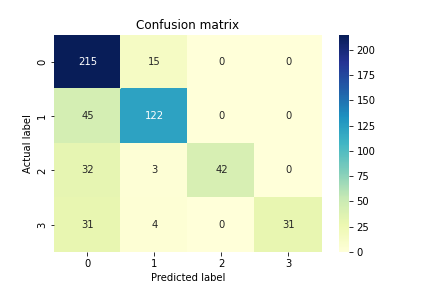 Confusion matrix
0 215 15 0 0
1 45 122 0 0
2 32 3 42 0
3 31 4 0 31
0 1 2 3
Actual label
Predicted label
200
175
150
125
100
75
50
25
0